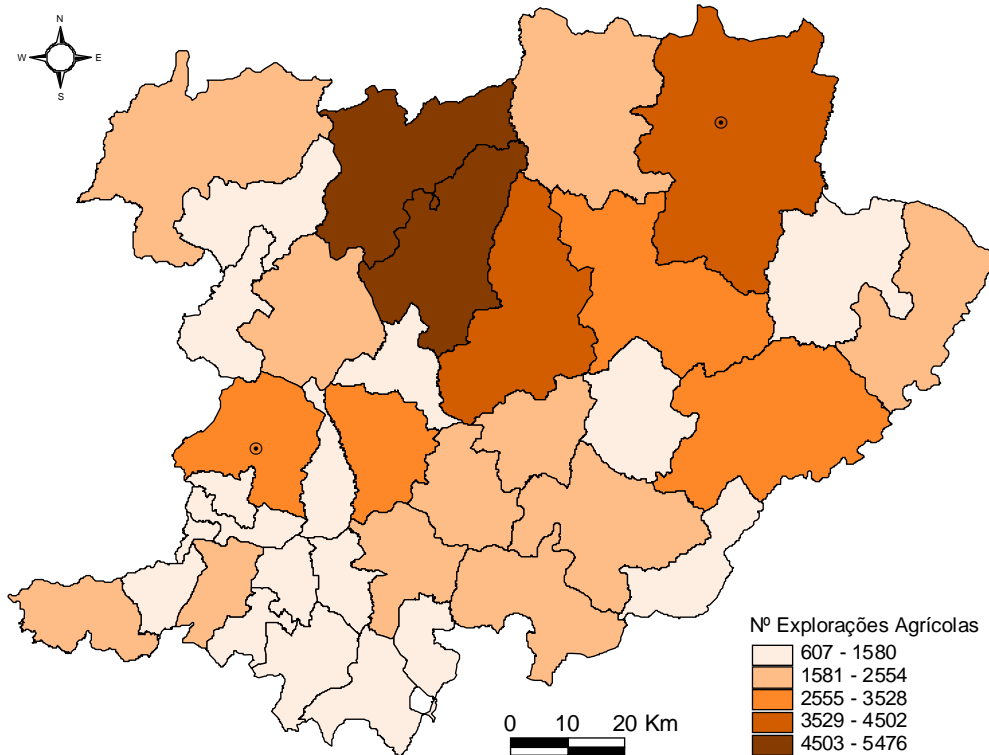 N
W E
S
Nº Explorações Agrícolas
607 - 1580
1581 - 2554
2555 - 3528
3529 - 4502
4503 - 5476
0 10 20 Km